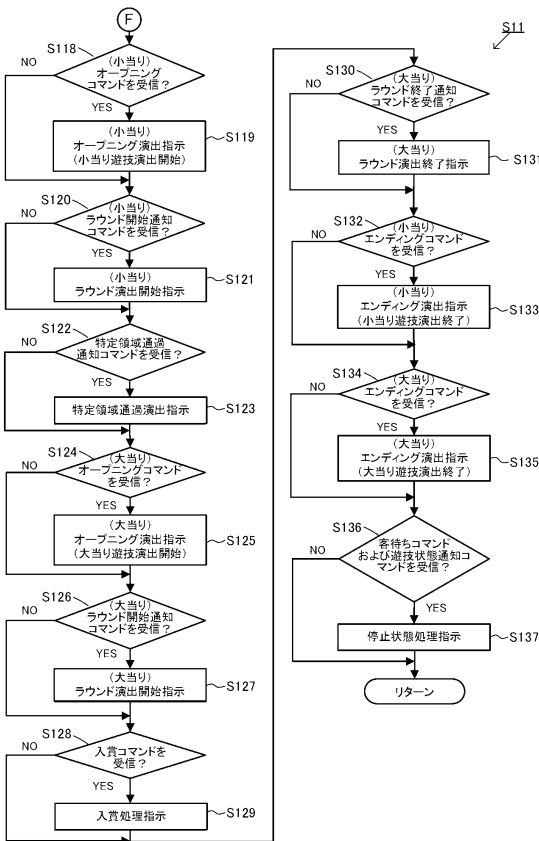 S11
F
S118
(小当り)
オープニング
コマンドを受信?
NO
YES
(小当り)
オープニング演出指示
(小当り遊技演出開始)
S119
S120
(小当り)
ラウンド開始通知
コマンドを受信?
NO
YES
(小当り)
ラウンド演出開始指示
S121
S122
特定領域通過
通知コマンドを受信?
NO
YES
特定領域通過演出指示
S123
S124
(大当り)
オープニングコマンド
を受信?
NO
YES
(大当り)
オープニング演出指示
(大当り遊技演出開始)
S125
S126
(大当り)
ラウンド開始通知
コマンドを受信?
NO
YES
(大当り)
ラウンド演出開始指示
S127
S128
入賞コマンドを
受信?
NO
YES
入賞処理指示
S129
S130
(大当り)
ラウンド終了通知
コマンドを受信?
NO
YES
(大当り)
ラウンド演出終了指示
S131
S132
(小当り)
エンディングコマンド
を受信?
NO
YES
(小当り)
エンディング演出指示
(小当り遊技演出終了)
S133
S134
(大当り)
エンディングコマンド
を受信?
NO
YES
(大当り)
エンディング演出指示
(大当り遊技演出終了)
S135
S136
客待ちコマンド
および遊技状態通知コ
マンドを受信?
NO
YES
停止状態処理指示
S137
リターン